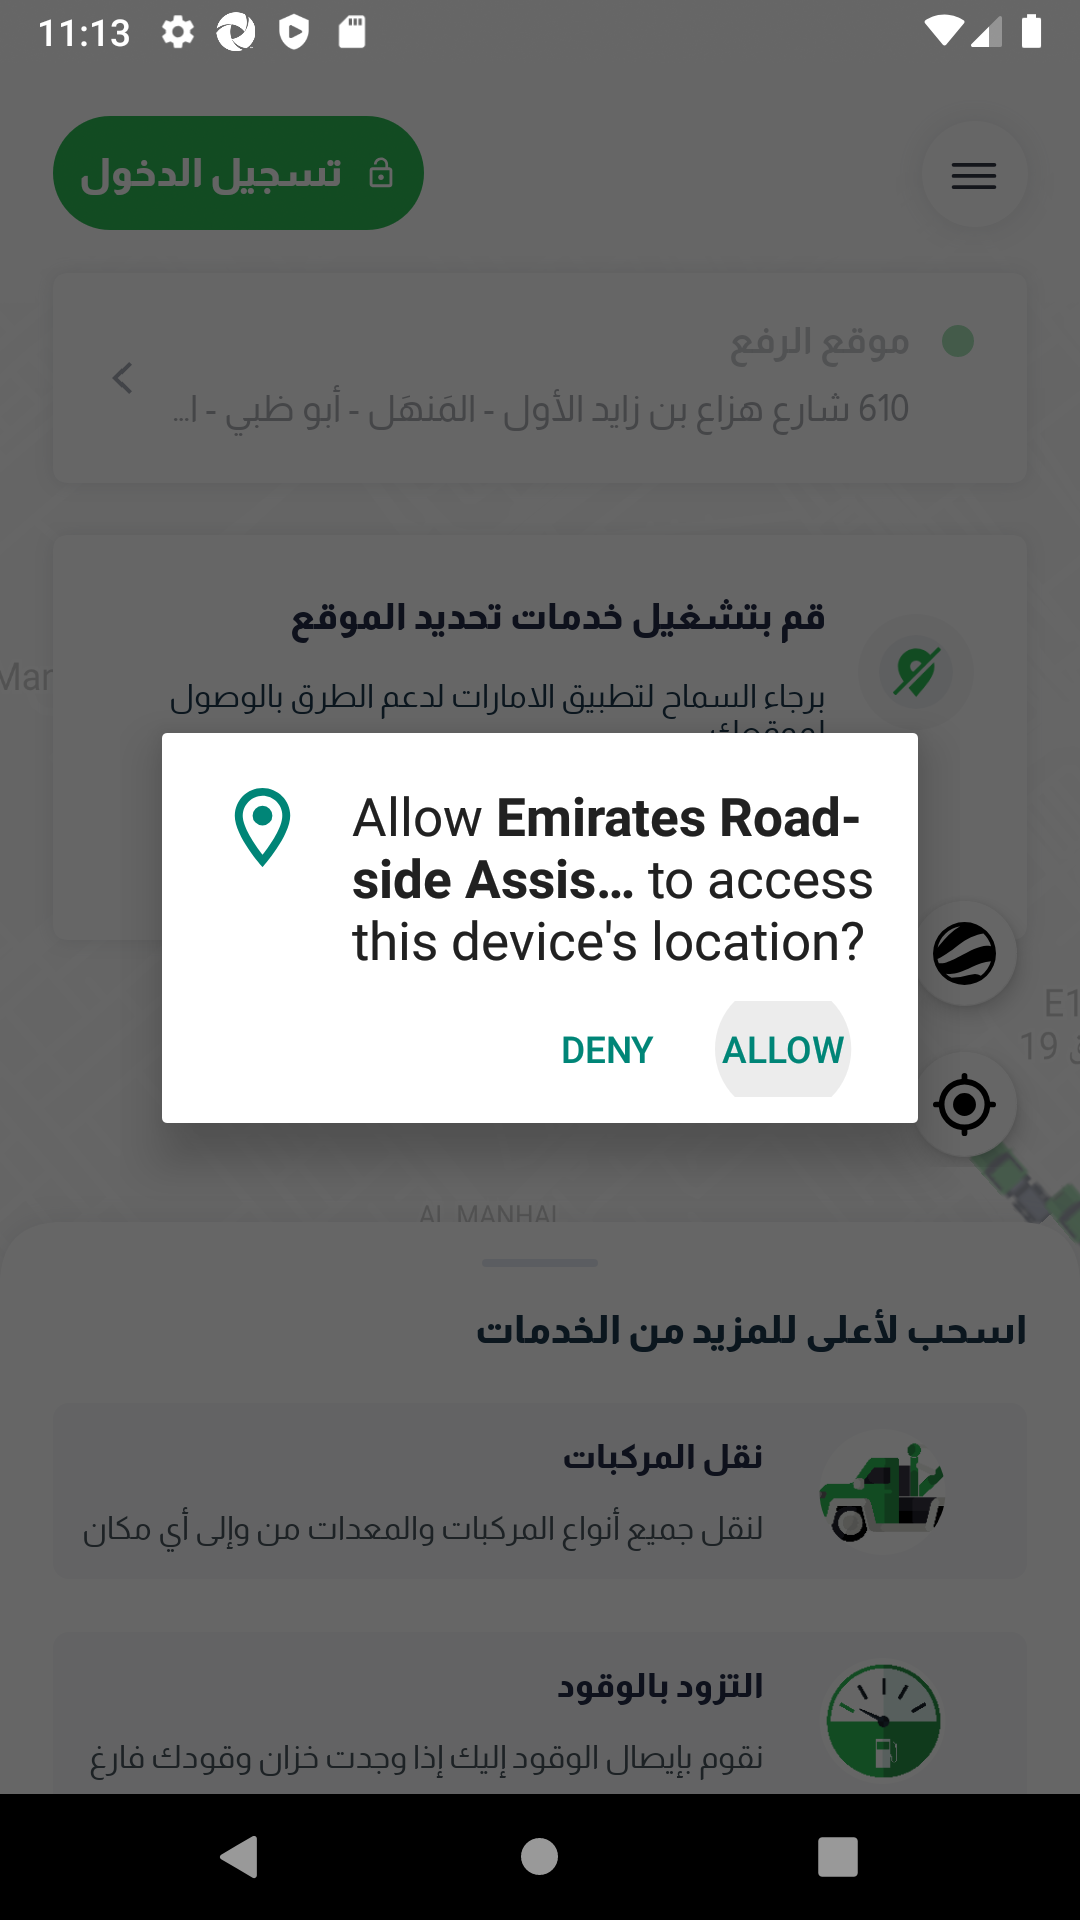 11:13
تسجيل الدخول
موقع الرفع
610 شارع هزاع بن زايد الأول - المَنهَل - أبو ظبي - ا...
قم بتشغيل خدمات تحديد الموقع
برجاء السماح لتطبيق الامارات لدعم الطرق بالوصول
Allow Emirates Road-
side Assis... to access
this device's location?
DENY ALLOW
E1
19
AL MANHAL
اسحب لأعلى للمزيد من الخدمات
نقل المركبات
لنقل جميع أنواع المركبات والمعدات من وإلى أي مكان
التزود بالوقود
نقوم بإيصال الوقود إليك إذا وجدت خزان وقودك فارغ